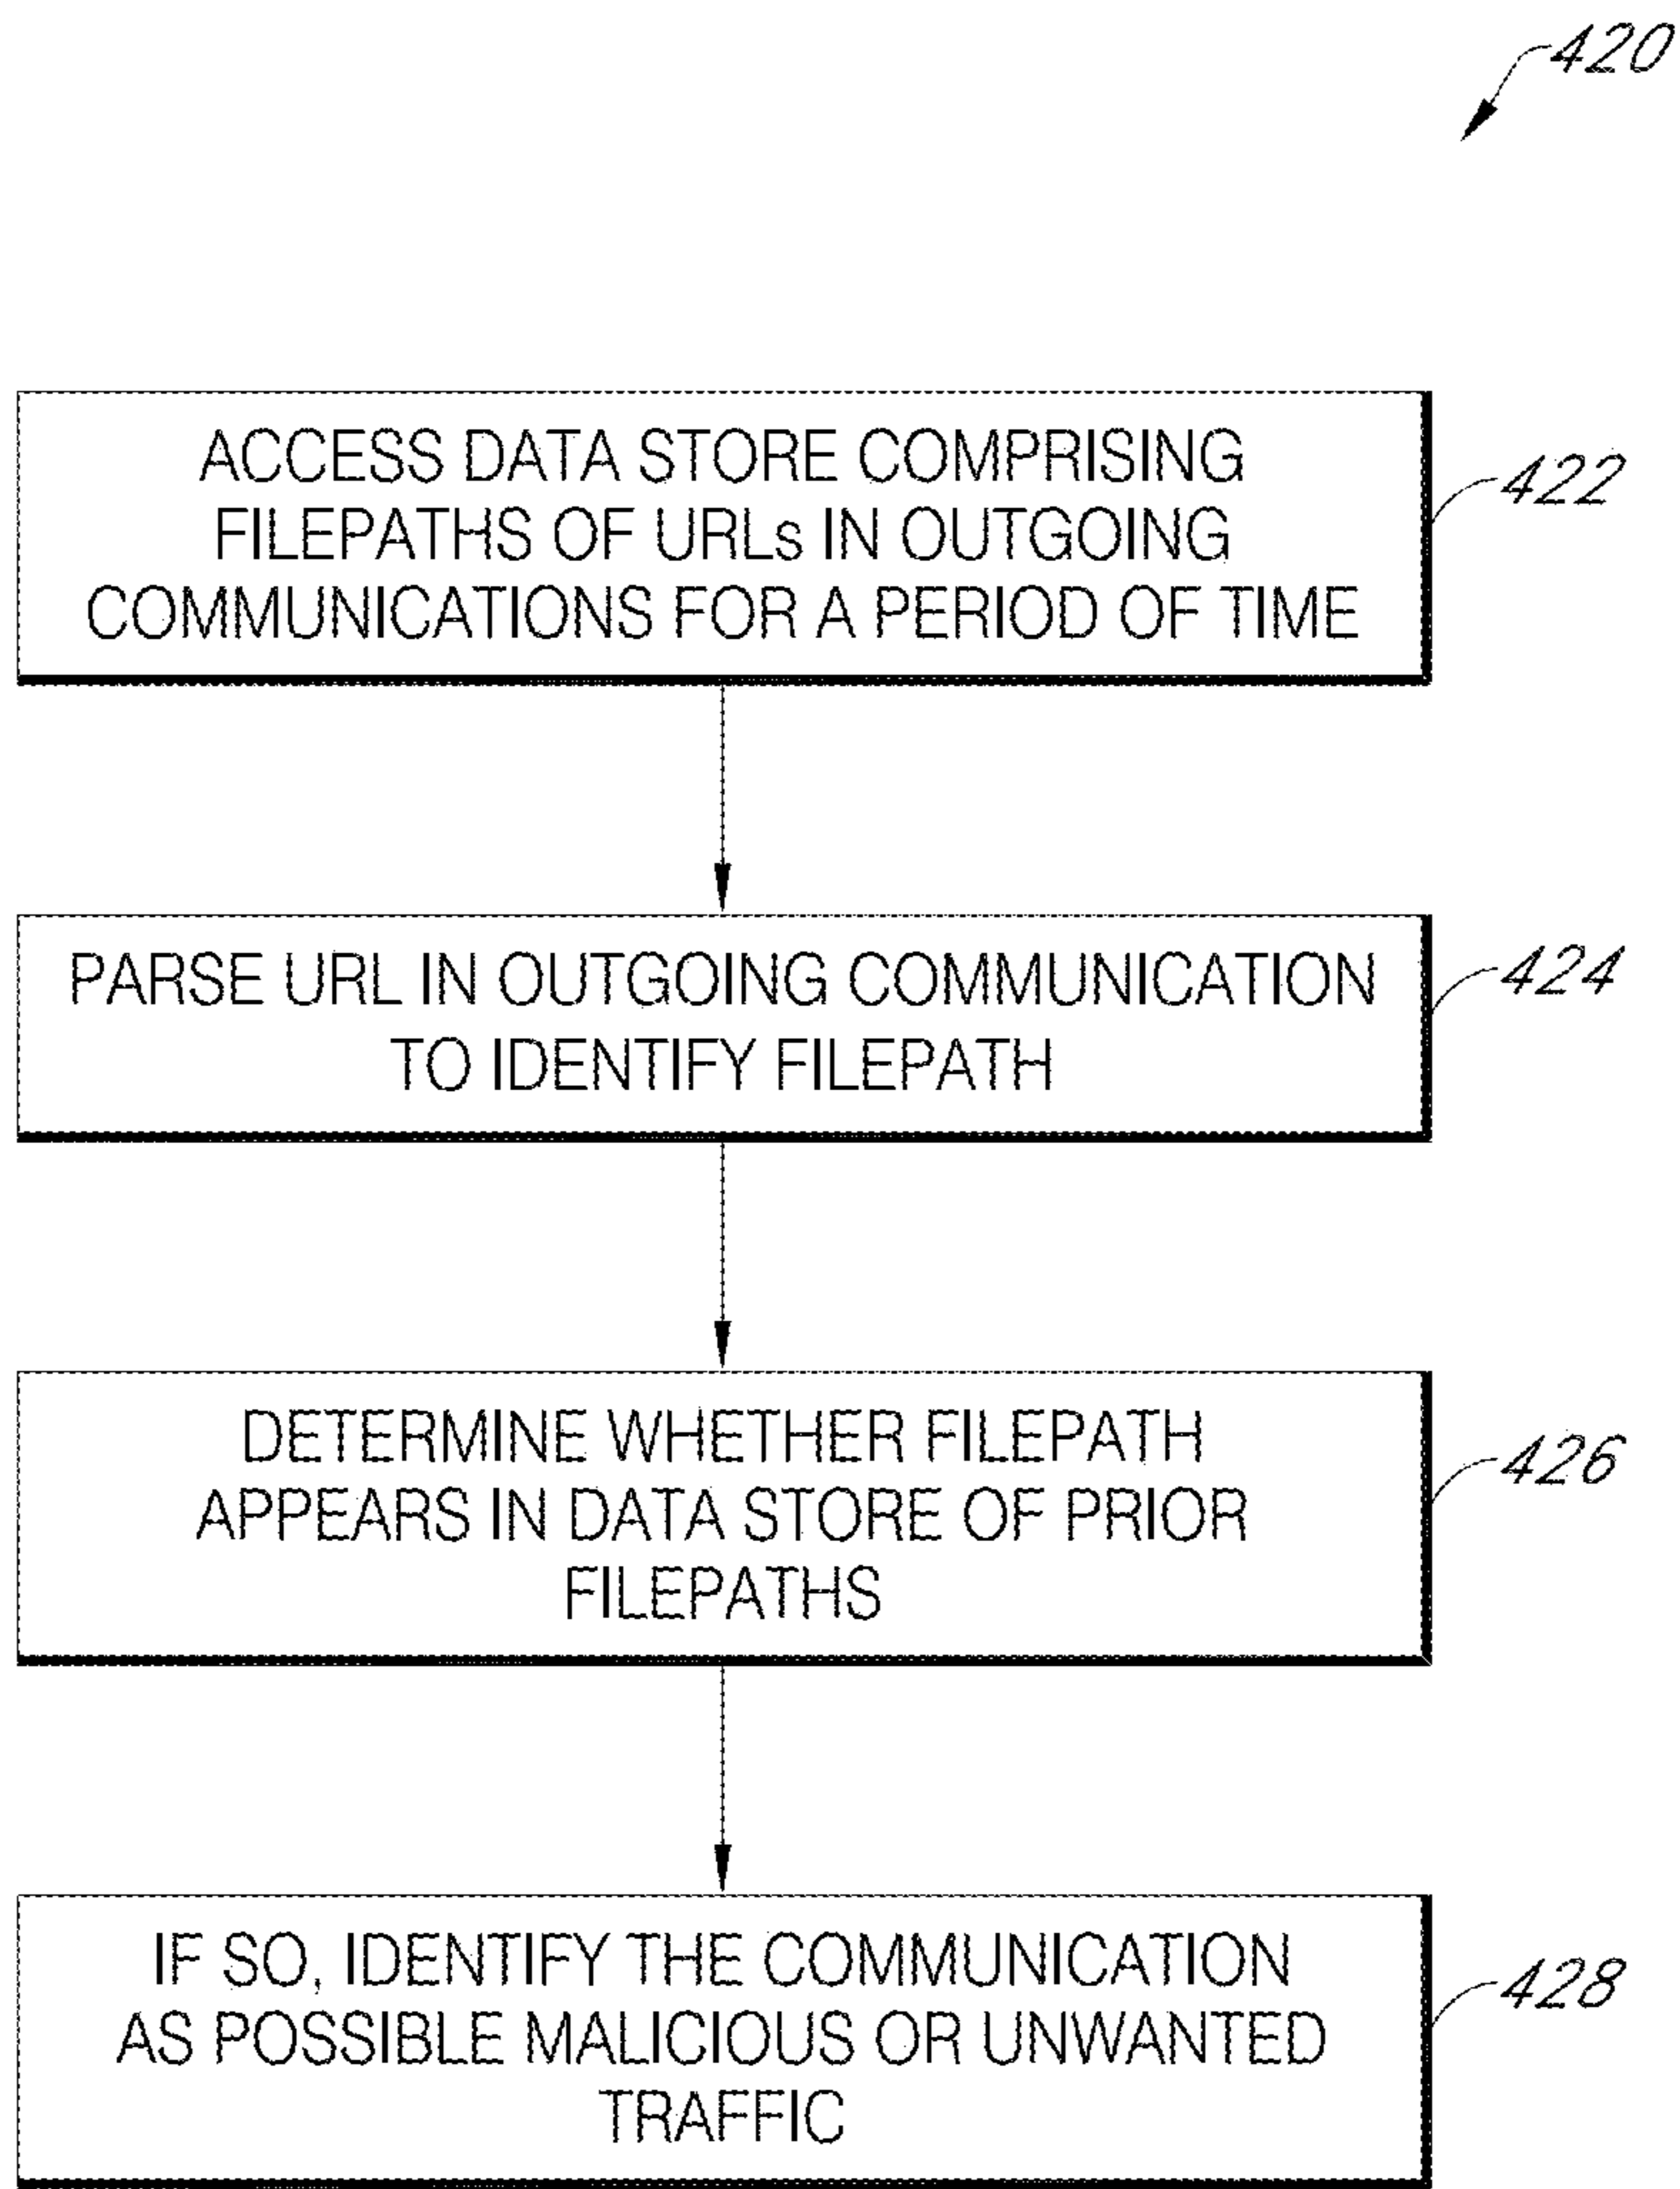 420
ACCESS DATA STORE COMPRISING
FILEPATHS OF URLs IN OUTGOING
COMMUNICATIONS FOR A PERIOD OF TIME
422
PARSE URL IN OUTGOING COMMUNICATION
TO IDENTIFY FILEPATH
424
DETERMINE WHETHER FILEPATH
APPEARS IN DATA STORE OF PRIOR
FILEPATHS
426
IF SO, IDENTIFY THE COMMUNICATION
AS POSSIBLE MALICIOUS OR UNWANTED
TRAFFIC
428